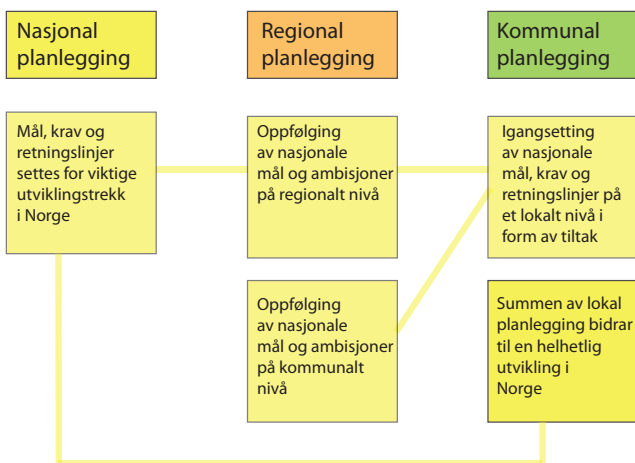 Nasjonal
planlegging
Regional
planlegging
Kommunal
planlegging
Mål, krav og
retningslinjer
settes for viktige
utviklingstrekk
i Norge
Oppfølging
av nasjonale
mål og ambisjoner
på regionalt nivå
Igangsetting
av nasjonale
mål, krav og
retningslinjer på
et lokalt nivå i
form av tiltak
Oppfølging
av nasjonale
mål og ambisjoner
på kommunalt
nivå
Summen av lokal
planlegging bidrar
til en helhetlig
utvikling i
Norge